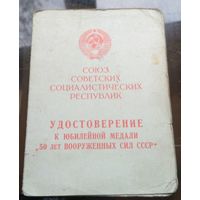 СОЮЗ
СОВЕТСКИХ
СОЦИАЛИСТИЧЕСКИХ
РЕСПУБЛИК
УДОСТОВЕРЕНИЕ
К ЮБИЛЕЙНОЙ МЕДАЛИ
„50 ЛЕТ ВООРУЖЕННЫХ СИЛ СССР"